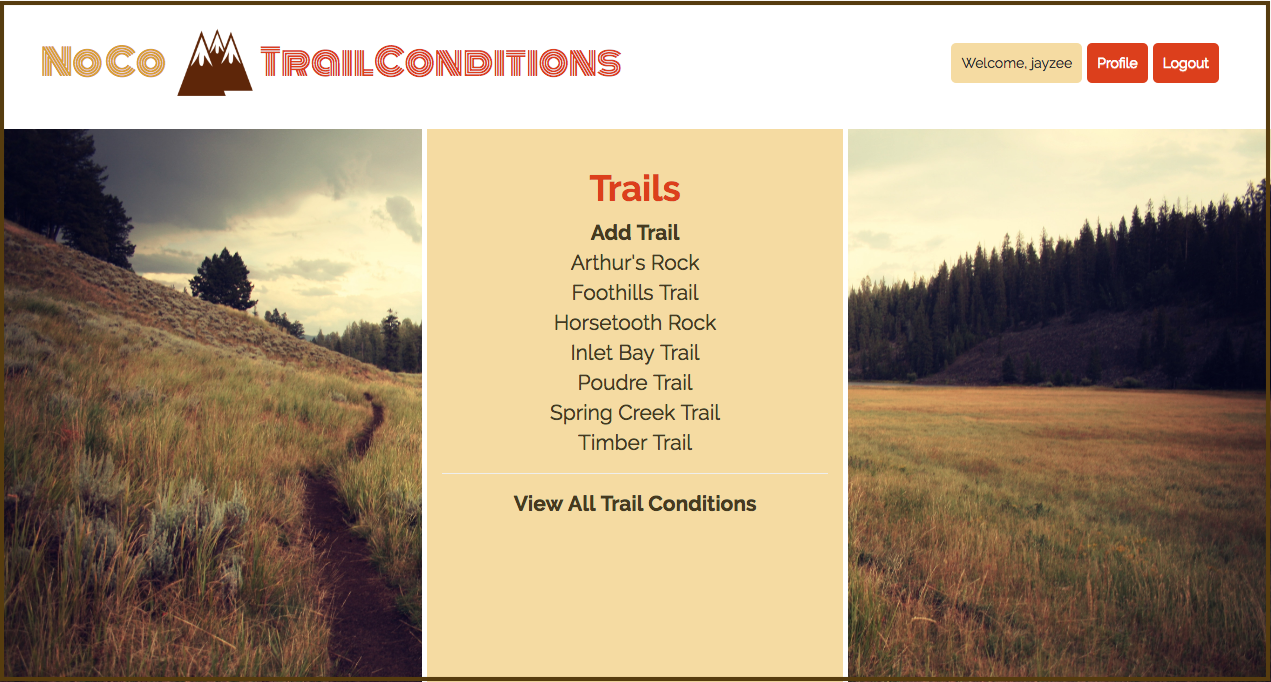 NoCo TrailConditions
Welcome, jayzee Profile Logout
Trails
Add Trail
Arthur's Rock
Foothills Trail
Horsetooth Rock
Inlet Bay Trail
Poudre Trail
Spring Creek Trail
Timber Trail
View All Trail Conditions